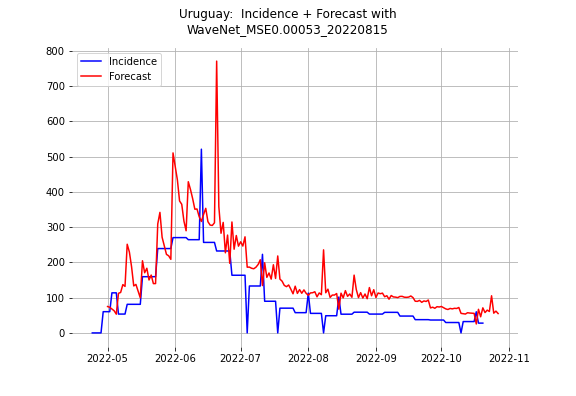 Uruguay:  Incidence + Forecast with
WaveNet_MSE0.00053_20220815
800
700
600
500
400
300
200
100
0
Incidence
Forecast
2022-05 2022-06 2022-07 2022-08 2022-09 2022-10 2022-11